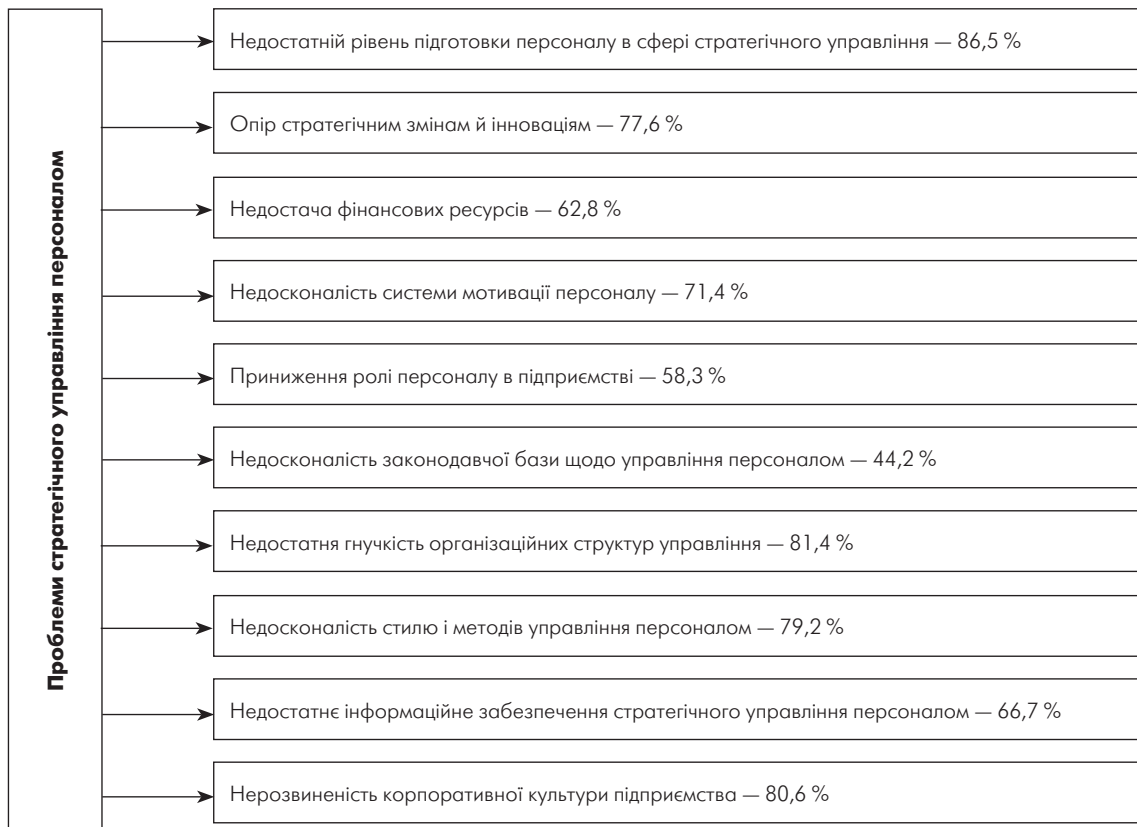 Проблеми стратегічного управління персоналом
Недостатній рівень підготовки персоналу в сфері стратегічного управління — 86,5 %
Опір стратегічним змінам й інноваціям — 77,6 %
Недостача фінансових ресурсів — 62,8 %
Недосконалість системи мотивації персоналу — 71,4 %
Приниження ролі персоналу в підприємстві — 58,3 %
Недосконалість законодавчої бази щодо управління персоналом — 44,2 %
Недостатня гнучкість організаційних структур управління — 81,4 %
Недосконалість стилю і методів управління персоналом — 79,2 %
Недостатнє інформаційне забезпечення стратегічного управління персоналом — 66,7 %
Нерозвиненість корпоративної культури підприємства — 80,6 %